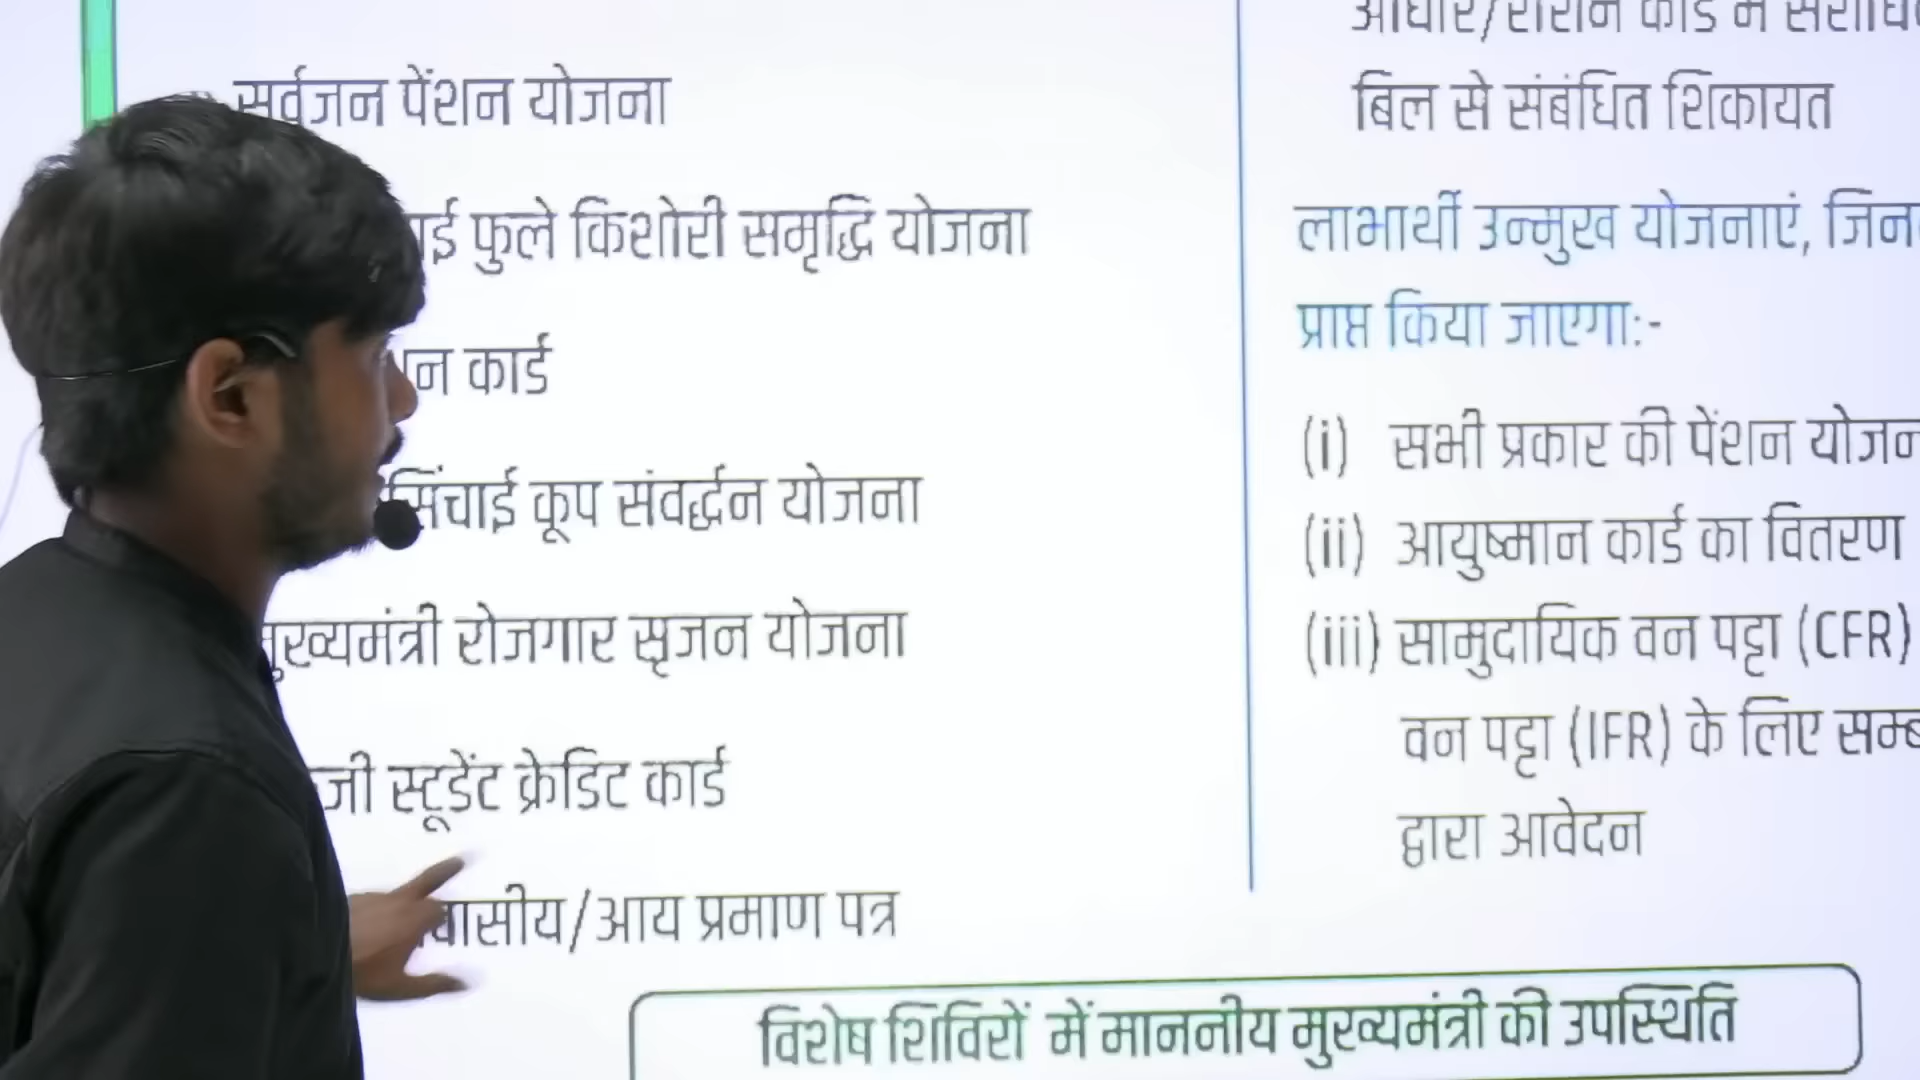 सर्वजन पेंशन योजना
फुले किशोरी समृद्धि योजना
कार्ड
सिंचाई कूप संवर्द्धन योजना
मुख्यमंत्री रोजगार सृजन योजना
स्टूडेंट क्रेडिट कार्ड
/आय प्रमाण पत्र
बिल से संबंधित शिकायत
लाभार्थी उन्मुख योजनाएं,
प्राप्त किया जाएगा:-
(i) सभी प्रकार की पेंशन
(ii) आयुष्मान कार्ड का वितरण
(iii) सामुदायिक वन पट्टा (CFR)
वन पट्टा (IFR) के लिए
द्वारा आवेदन
विशेष शिविरों में माननीय मुख्यमंत्री की उपस्थिति